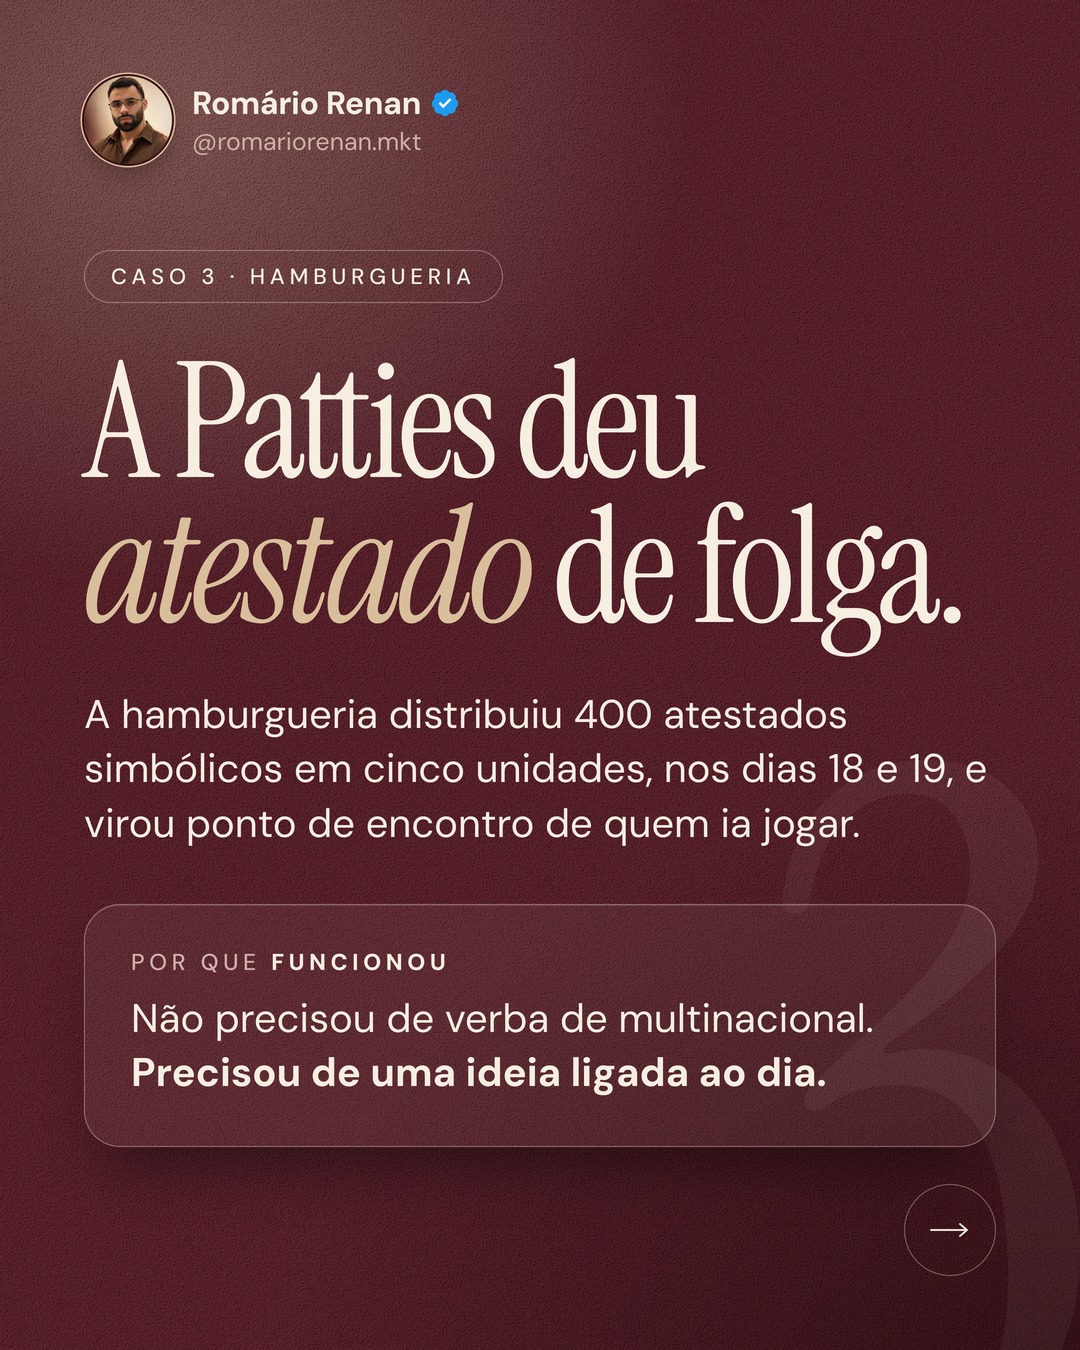 Romário Renan
@romariorenan.mkt
CASO 3 · HAMBURGUERIA
A Patties deu
atestado de folga.
A hamburgueria distribuiu 400 atestados
simbólicos em cinco unidades, nos dias 18 e 19, e
virou ponto de encontro de quem ia jogar.
POR QUE FUNCIONOU
Não precisou de verba de multinacional.
Precisou de uma ideia ligada ao dia.
3